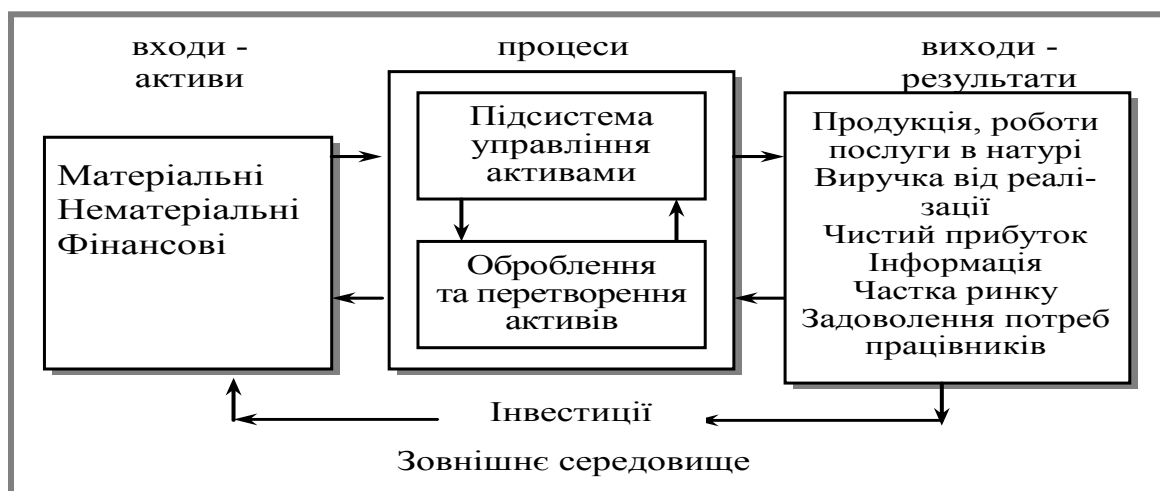 входи -
активи
процеси
виходи -
результати
Матеріальні
Нематеріальні
Фінансові
Підсистема
управління
активами
Оброблення
та перетворення
активів
Продукція, роботи
послуги в натурі
Виручка від реалі-
зації
Чистий прибуток
Інформація
Частка ринку
Задоволення потреб
працівників
Інвестиції
Зовнішнє середовище